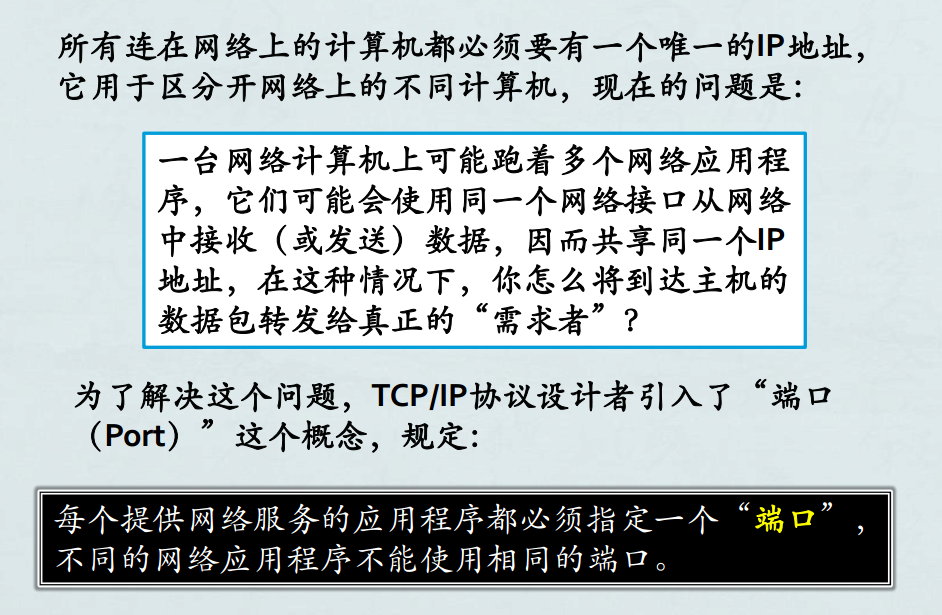 所有连在网络上的计算机都必须要有一个唯一的IP地址，
它用于区分开网络上的不同计算机，现在的问题是：
一台网络计算机上可能跑着多个网络应用程
序，它们可能会使用同一个网络接口从网络
中接收（或发送）数据，因而共享同一个IP
地址，在这种情况下，你怎么将到达主机的
数据包转发给真正的“需求者”？
为了解决这个问题，TCP/IP协议设计者引入了“端口
（Port）”这个概念，规定：
每个提供网络服务的应用程序都必须指定一个“端口”，
不同的网络应用程序不能使用相同的端口。